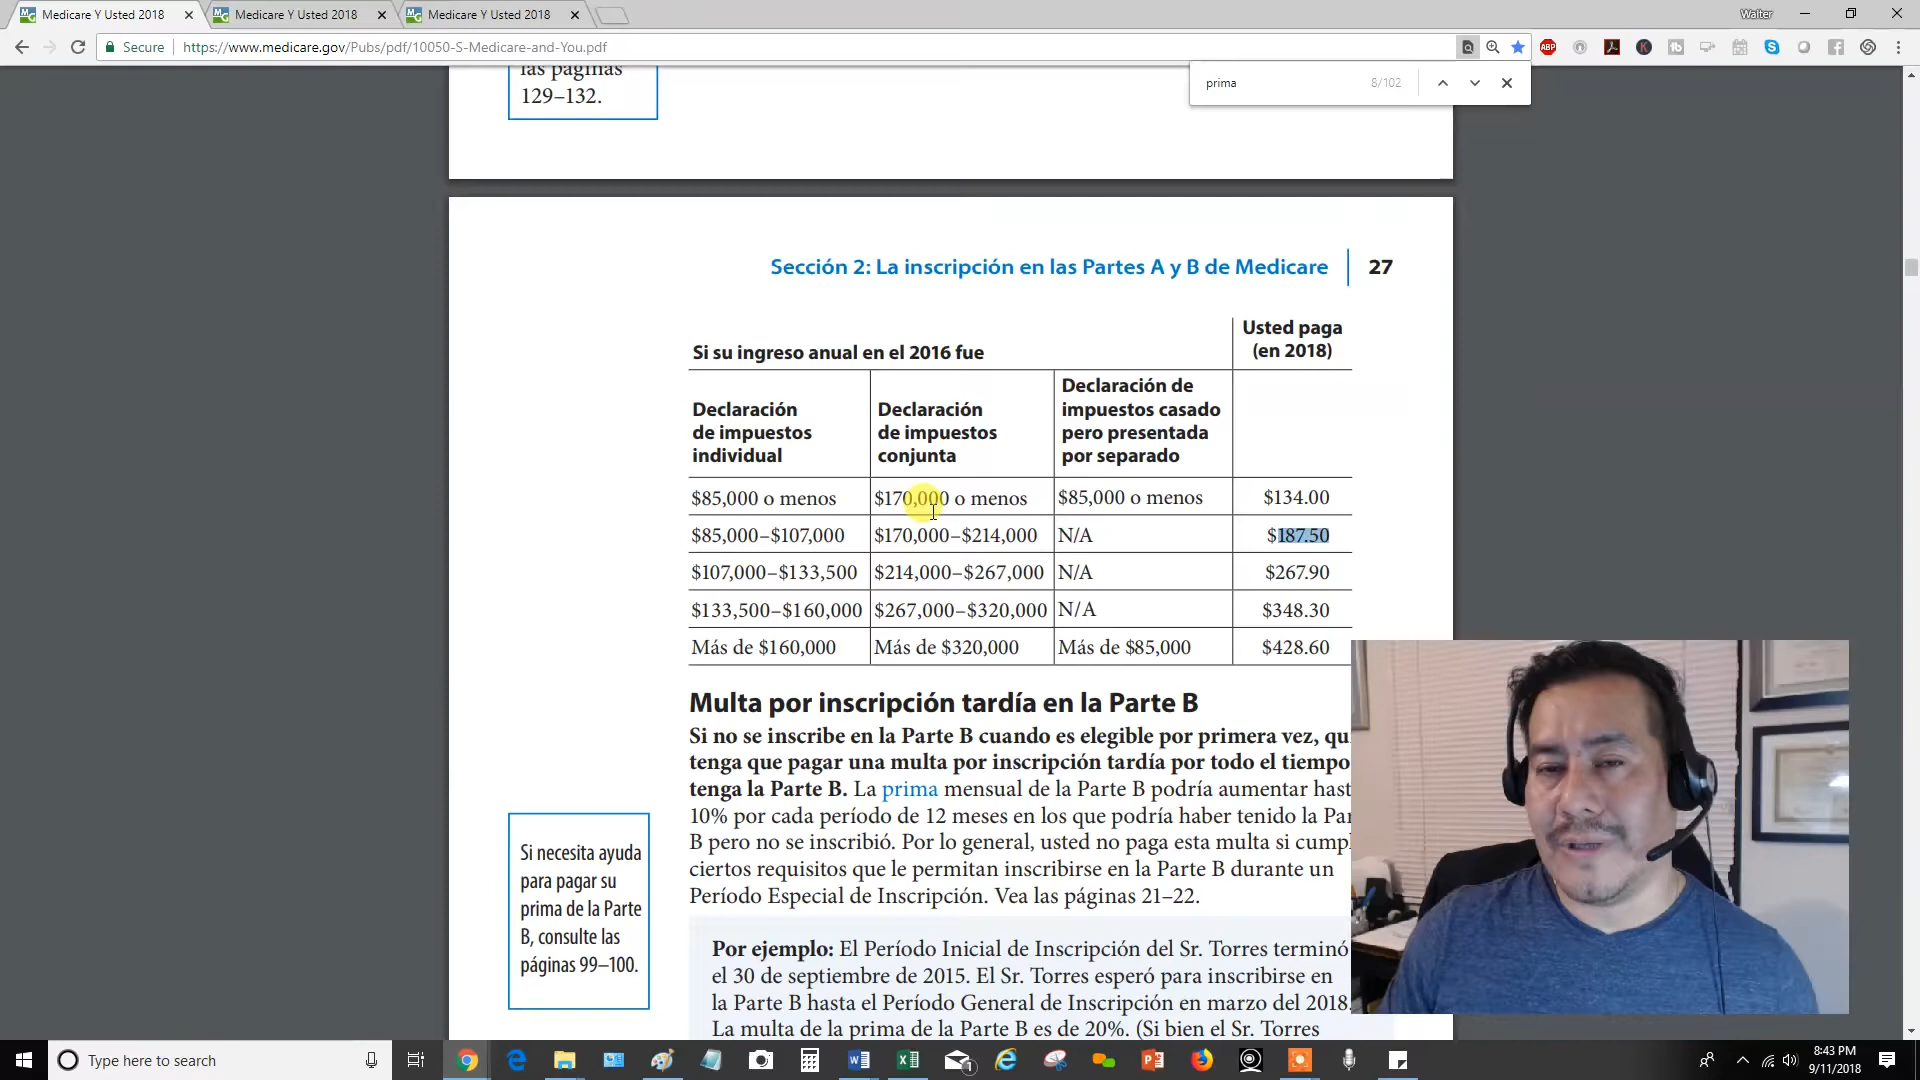 Medicare Y Usted 2018
Medicare Y Usted 2018
Medicare Y Usted 2018
Walter
Secure
https://www.medicare.gov/Pubs/pdf/10050-S-Medicare-and-You.pdf
prima
8/102
las páginas
129–132.
Sección 2: La inscripción en las Partes A y B de Medicare
27
Si su ingreso anual en el 2016 fue
Usted paga
(en 2018)
Declaración
de impuestos
individual
Declaración
de impuestos
conjunta
Declaración de
impuestos casado
pero presentada
por separado
$85,000 o menos $170,000 o menos $85,000 o menos $134.00
$85,000–$107,000 $170,000–$214,000 N/A $187.50
$107,000–$133,500 $214,000–$267,000 N/A $267.90
$133,500–$160,000 $267,000–$320,000 N/A $348.30
Más de $160,000 Más de $320,000 Más de $85,000 $428.60
Multa por inscripción tardía en la Parte B
Si no se inscribe en la Parte B cuando es elegible por primera vez, qu
tenga que pagar una multa por inscripción tardía por todo el tiempo
tenga la Parte B. La prima mensual de la Parte B podría aumentar hast
10% por cada período de 12 meses en los que podría haber tenido la Par
B pero no se inscribió. Por lo general, usted no paga esta multa si cumpl
ciertos requisitos que le permitan inscribirse en la Parte B durante un
Período Especial de Inscripción. Vea las páginas 21–22.
Si necesita ayuda
para pagar su
prima de la Parte
B, consulte las
páginas 99–100.
Por ejemplo: El Período Inicial de Inscripción del Sr. Torres terminó
el 30 de septiembre de 2015. El Sr. Torres esperó para inscribirse en
la Parte B hasta el Período General de Inscripción en marzo del 2018.
La multa de la prima de la Parte B es de 20%. (Si bien el Sr. Torres
Type here to search
8:43 PM
9/11/2018